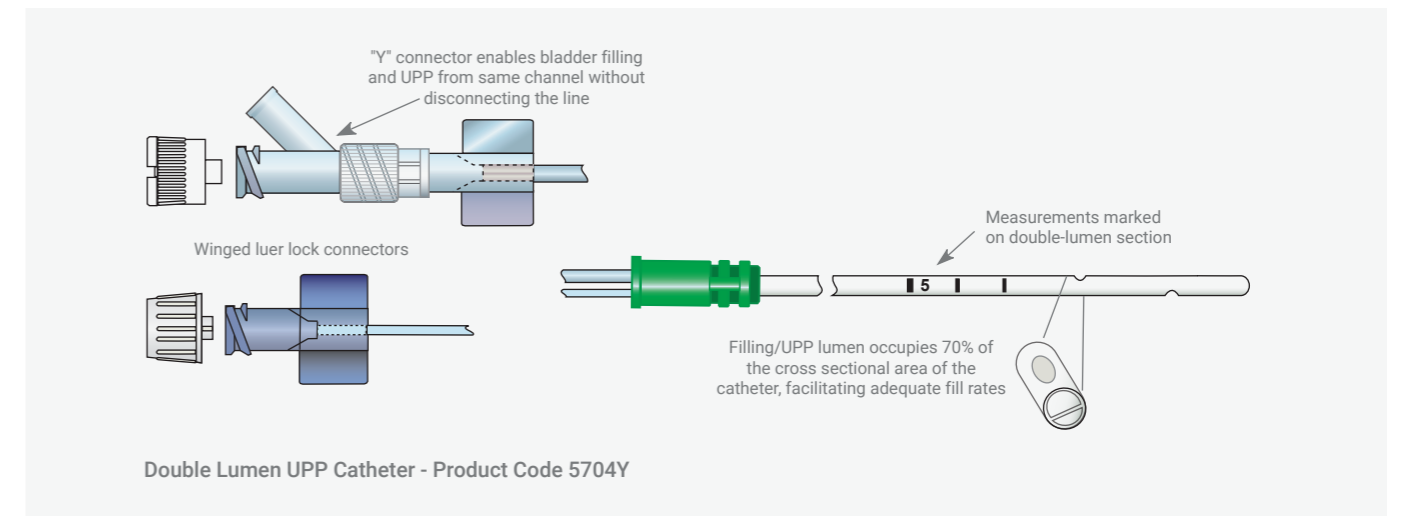 "Y" connector enables bladder filling
and UPP from same channel without
disconnecting the line
Winged luer lock connectors
Measurements marked
on double-lumen section
5
Filling/UPP lumen occupies 70% of
the cross sectional area of the
catheter, facilitating adequate fill rates
Double Lumen UPP Catheter - Product Code 5704Y